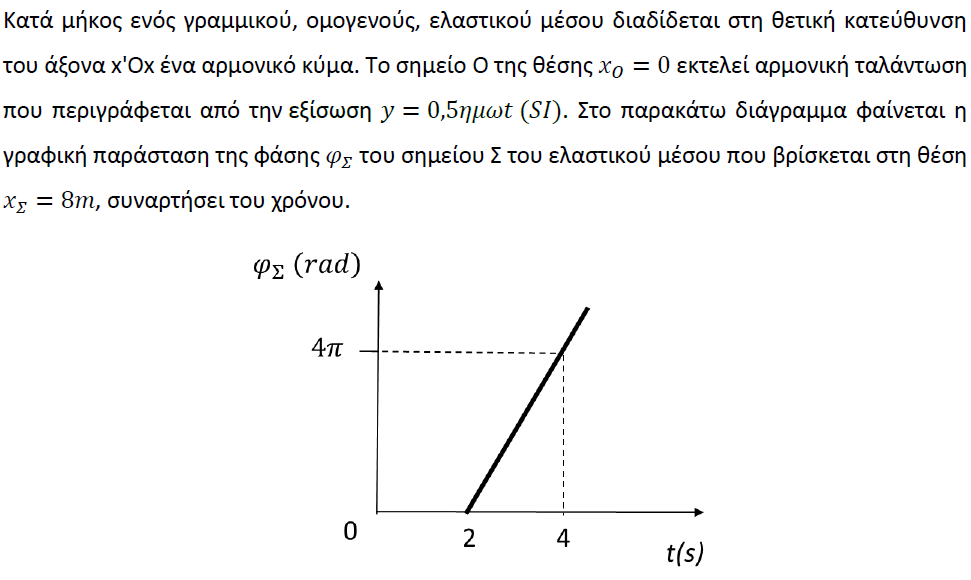 Κατά μήκος ενός γραμμικού, ομογενούς, ελαστικού μέσου διαδίδεται στη θετική κατεύθυνση
του άξονα x'Ox ένα αρμονικό κύμα. Το σημείο Ο της θέσης x_O = 0 εκτελεί αρμονική ταλάντωση
που περιγράφεται από την εξίσωση y = 0,5ημωt (SI). Στο παρακάτω διάγραμμα φαίνεται η
γραφική παράσταση της φάσης φ_Σ του σημείου Σ του ελαστικού μέσου που βρίσκεται στη θέση
x_Σ = 8m, συναρτήσει του χρόνου.
φ_Σ (rad)
4π
0
2
4
t(s)